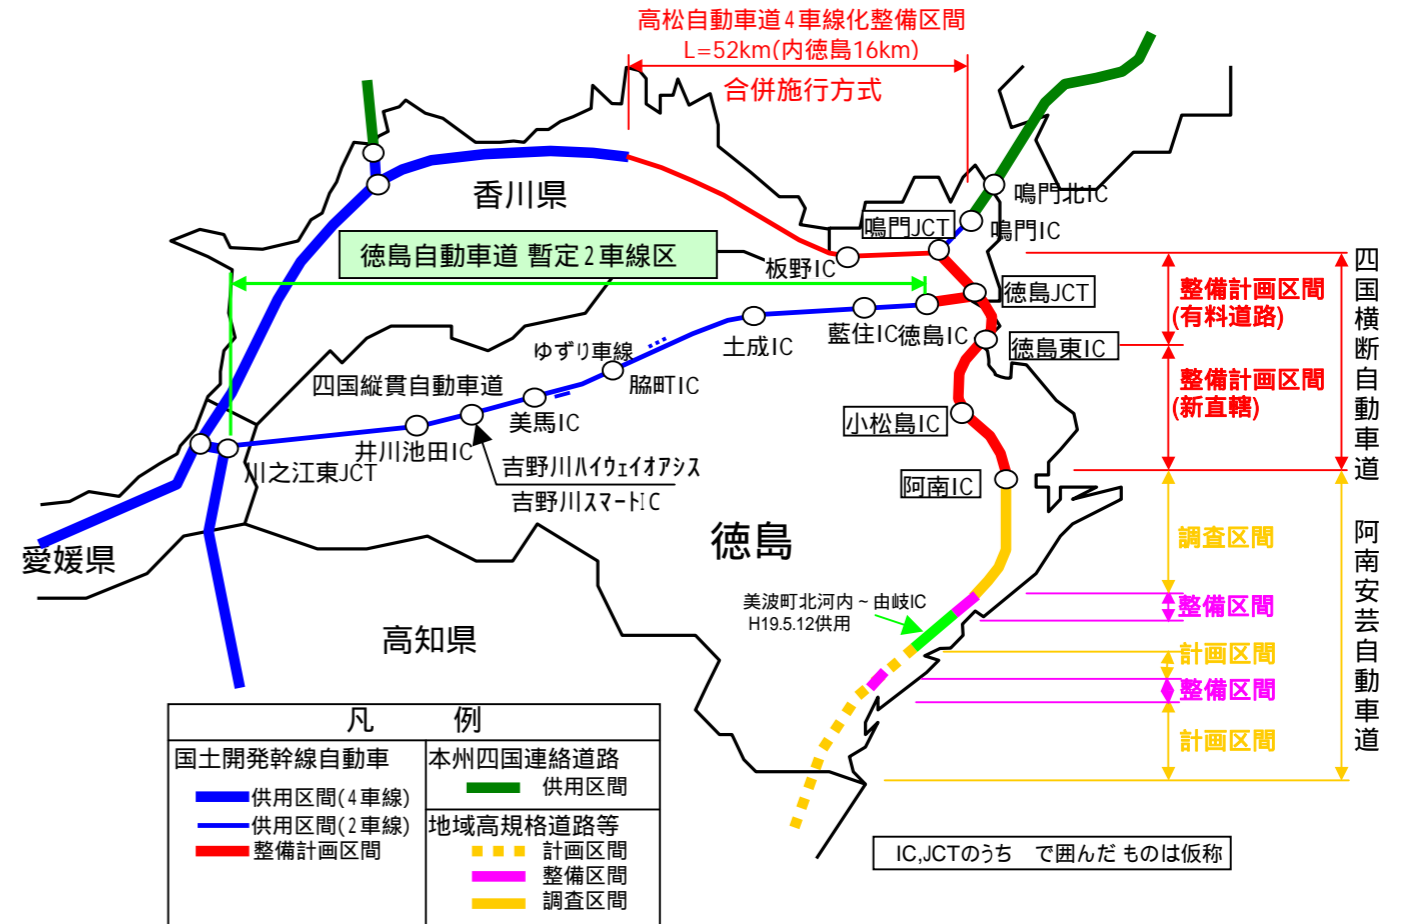 高松自動車道4車線化整備区間
L=52km(内徳島16km)
合併施行方式
香川県
鳴門北IC
鳴門JCT
鳴門IC
徳島自動車道 暫定2車線区
板野IC
徳島JCT
整備計画区間
(有料道路)
四国横断自動車道
藍住IC
徳島IC
土成IC
徳島東IC
ゆずり車線
脇町IC
四国縦貫自動車道
整備計画区間
(新直轄)
美馬IC
小松島IC
井川池田IC
川之江東JCT
吉野川ハイウェイオアシス
吉野川スマートIC
阿南IC
愛媛県
徳島
調査区間
阿南安芸自動車道
美波町北河内~由岐IC
H19.5.12供用
整備区間
高知県
計画区間
整備区間
計画区間
凡 例
国土開発幹線自動車
供用区間(4車線)
供用区間(2車線)
整備計画区間
本州四国連絡道路
供用区間
地域高規格道路等
計画区間
整備区間
調査区間
IC,JCTのうち で囲んだものは仮称